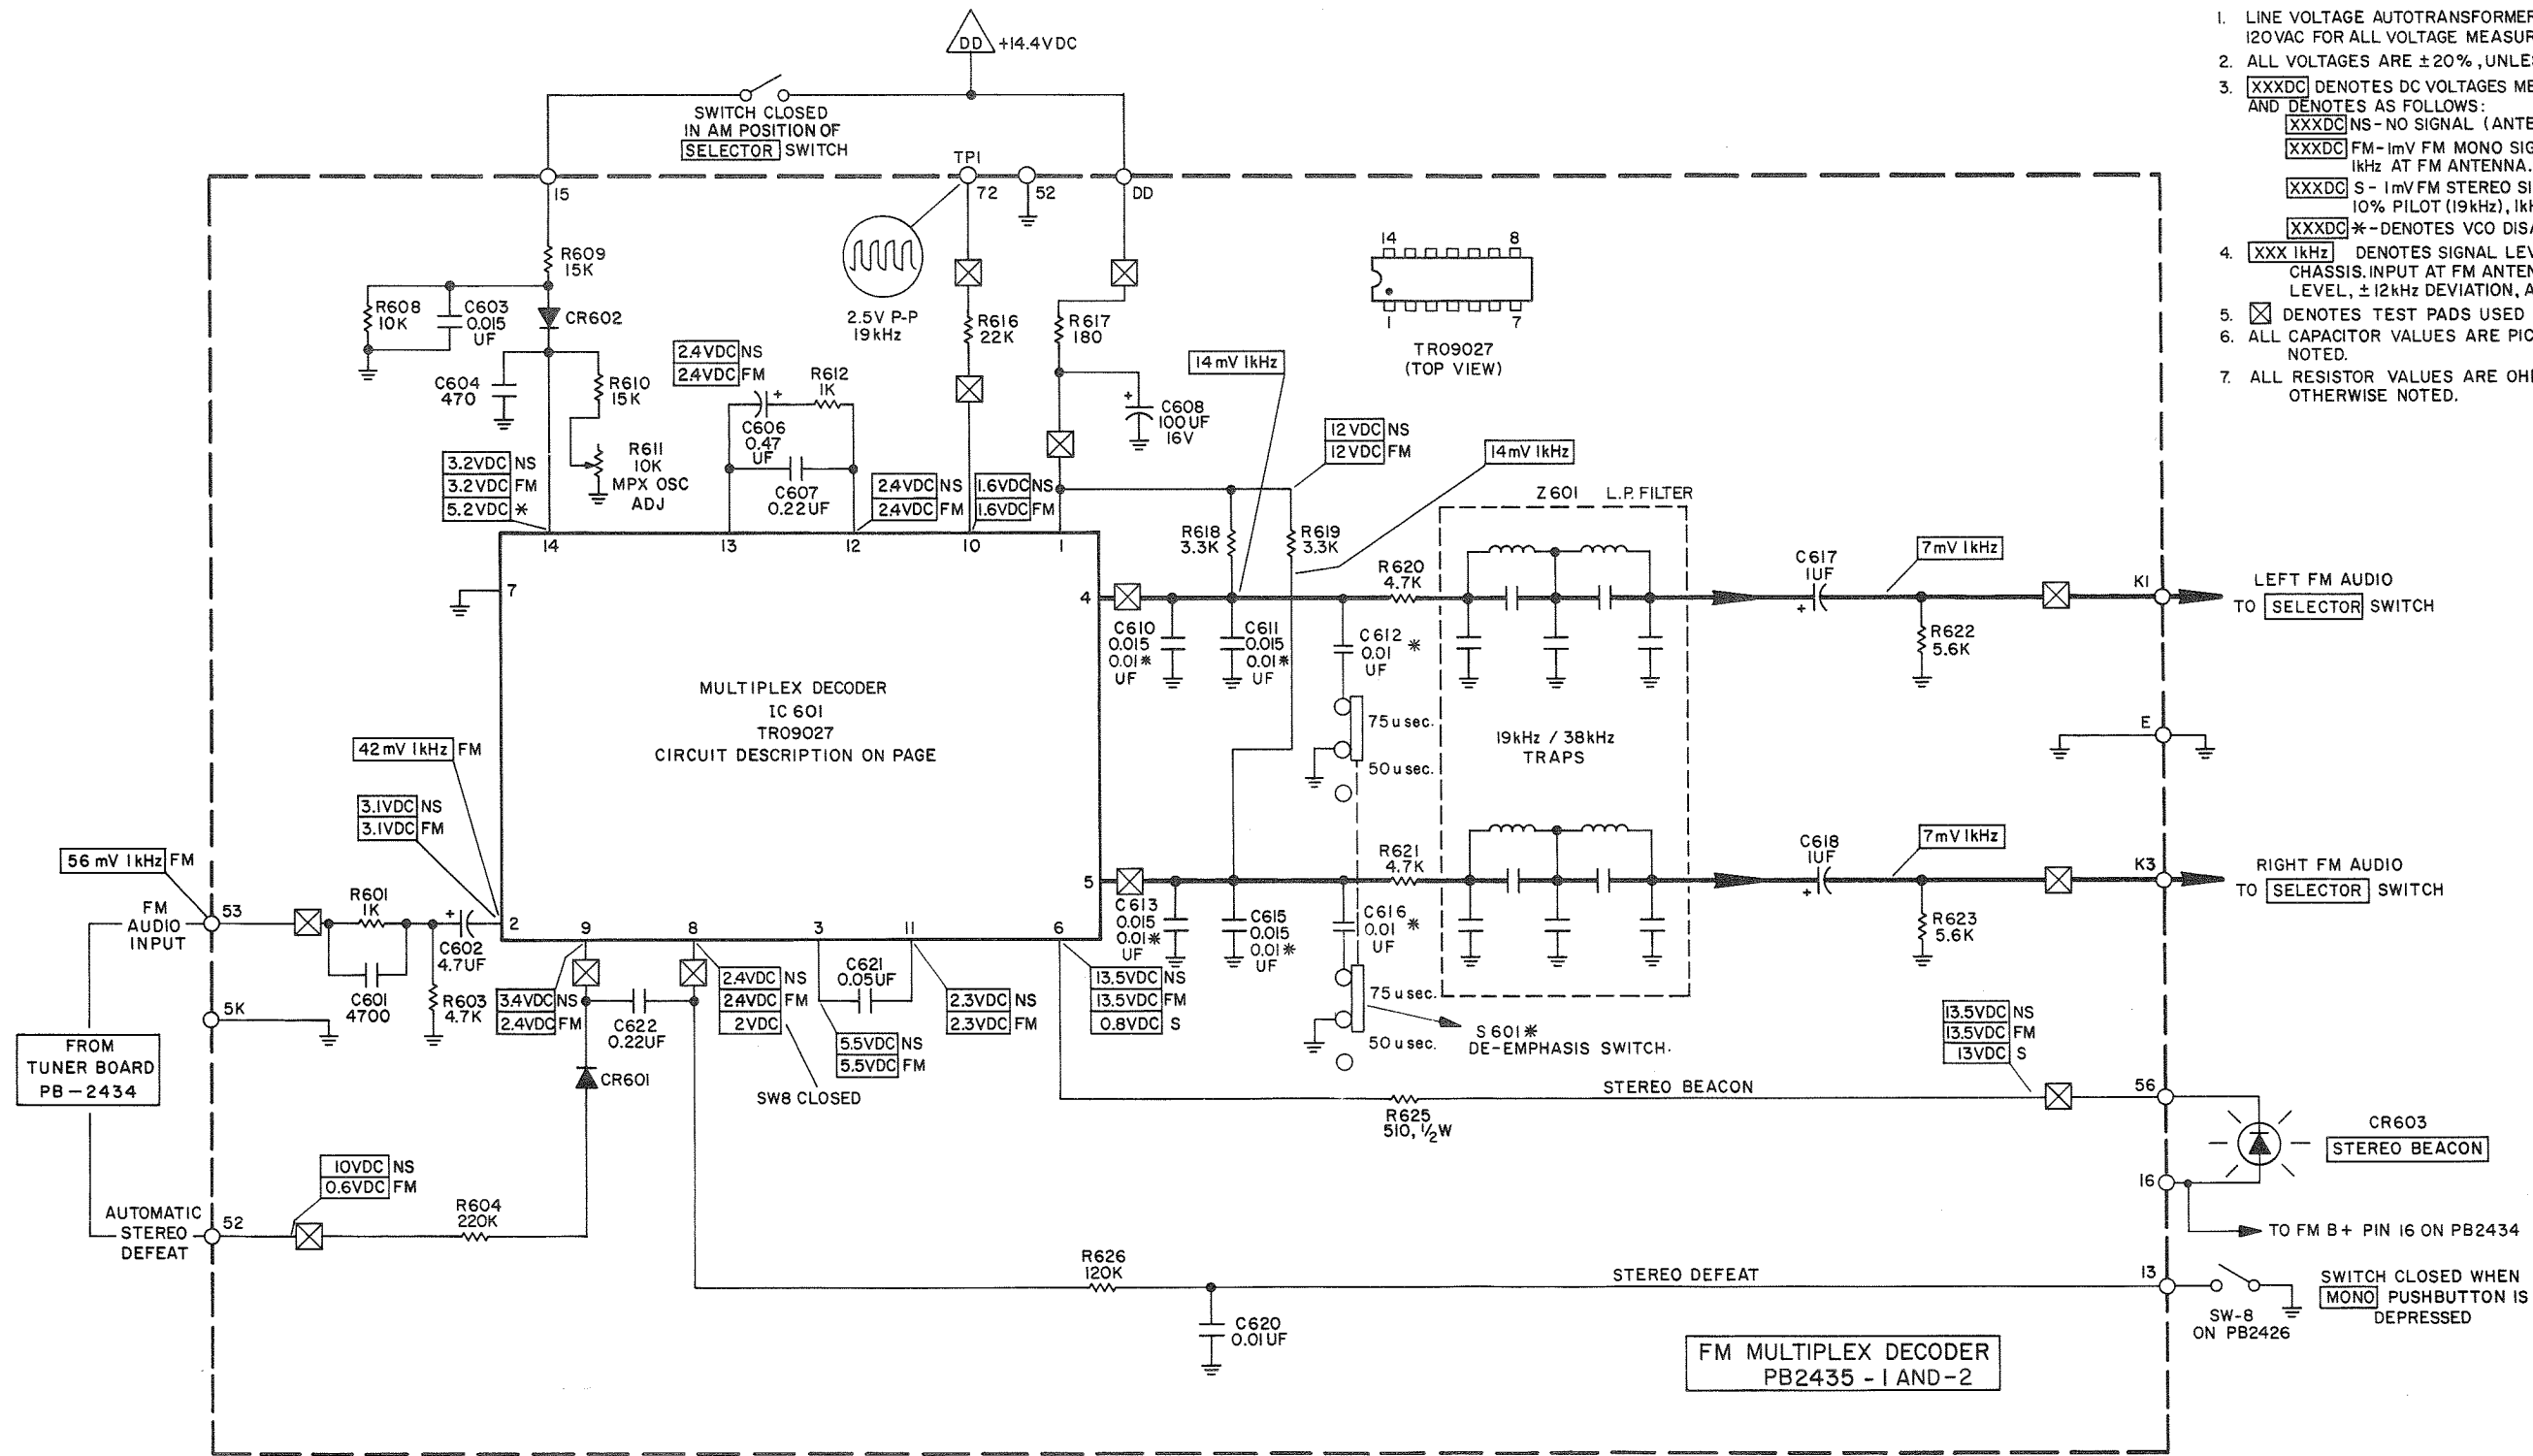 1. LINE VOLTAGE AUTOTRANSFORMER
120VAC FOR ALL VOLTAGE MEASUR
2. ALL VOLTAGES ARE ±20%, UNLE
3. XXXDC DENOTES DC VOLTAGES ME
AND DENOTES AS FOLLOWS:
XXXDC NS-NO SIGNAL (ANTE
XXXDC FM-1mV FM MONO SIG
1kHz AT FM ANTENNA.
XXXDC S-1mV FM STEREO SI
10% PILOT (19kHz), 1k
XXXDC *-DENOTES VCO DIS
4. XXX 1kHz DENOTES SIGNAL LEV
CHASSIS. INPUT AT FM ANTEN
LEVEL, ±12kHz DEVIATION, A
5. DENOTES TEST PADS USED
6. ALL CAPACITOR VALUES ARE PIC
NOTED.
7. ALL RESISTOR VALUES ARE OH
OTHERWISE NOTED.
DD +14.4VDC
SWITCH CLOSED
IN AM POSITION OF
SELECTOR SWITCH
TP1
15
72
52
DD
R609
15K
R608
10K
C603
0.015
UF
CR602
2.5V P-P
19kHz
R616
22K
R617
180
14
8
1
7
TR09027
(TOP VIEW)
C604
470
R610
15K
R611
10K
MPX OSC
ADJ
2.4VDC NS
2.4VDC FM
R612
1K
C606
0.47
UF
C607
0.22UF
C608
100UF
16V
14mV 1kHz
12VDC NS
12VDC FM
14mV 1kHz
3.2VDC NS
3.2VDC FM
5.2VDC *
2.4VDC NS
2.4VDC FM
1.6VDC NS
1.6VDC FM
14
13
12
10
1
7
R618
3.3K
R619
3.3K
Z601 L.P. FILTER
R620
4.7K
C617
1UF
7mV 1kHz
K1
LEFT FM AUDIO
TO SELECTOR SWITCH
4
C610
0.015
0.01*
UF
C611
0.015
0.01*
UF
C612 *
0.01
UF
R622
5.6K
MULTIPLEX DECODER
IC 601
TR09027
CIRCUIT DESCRIPTION ON PAGE
75 u sec.
50 u sec.
19kHz / 38kHz
TRAPS
E
42mV 1kHz FM
3.1VDC NS
3.1VDC FM
56 mV 1kHz FM
FM
AUDIO
INPUT
53
R601
1K
C602
4.7UF
C601
4700
R603
4.7K
2
5
R621
4.7K
C618
1UF
7mV 1kHz
K3
RIGHT FM AUDIO
TO SELECTOR SWITCH
C613
0.015
0.01*
UF
C615
0.015
0.01*
UF
C616 *
0.01
UF
R623
5.6K
9
8
3
11
6
5K
FROM
TUNER BOARD
PB-2434
3.4VDC NS
2.4VDC FM
C622
0.22UF
2.4VDC NS
2.4VDC FM
2VDC
SW8 CLOSED
C621
0.05UF
5.5VDC NS
5.5VDC FM
2.3VDC NS
2.3VDC FM
13.5VDC NS
13.5VDC FM
0.8VDC S
75 u sec.
50 u sec.
S601*
DE-EMPHASIS SWITCH.
13.5VDC NS
13.5VDC FM
13VDC S
CR601
R625
510, 1/2W
STEREO BEACON
56
CR603
STEREO BEACON
16
TO FM B+ PIN 16 ON PB2434
AUTOMATIC
STEREO
DEFEAT
52
10VDC NS
0.6VDC FM
R604
220K
R626
120K
STEREO DEFEAT
13
C620
0.01UF
SW-8
ON PB2426
SWITCH CLOSED WHEN
MONO PUSHBUTTON IS
DEPRESSED
FM MULTIPLEX DECODER
PB2435 - 1 AND-2